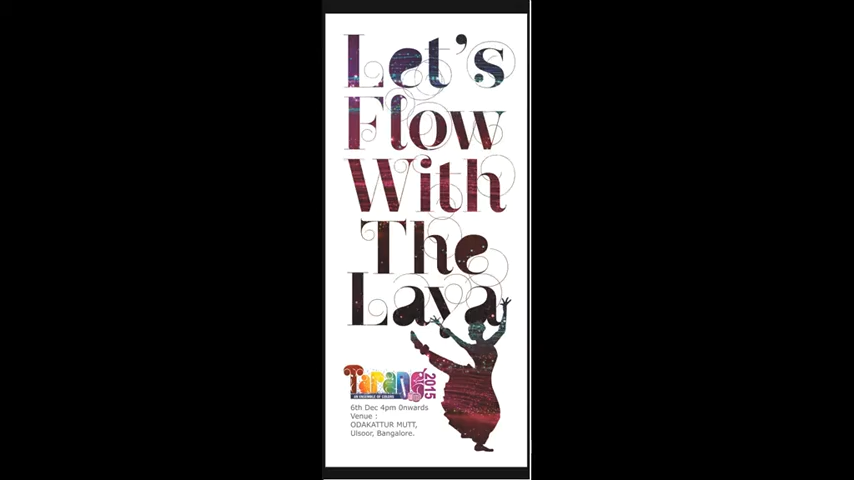 Let's
Flow
With
The
Laya
Tarang
2015
AN ENSEMBLE OF COLORS
6th Dec 4pm 0nwards
Venue :
ODAKATTUR MUTT,
Ulsoor, Bangalore.